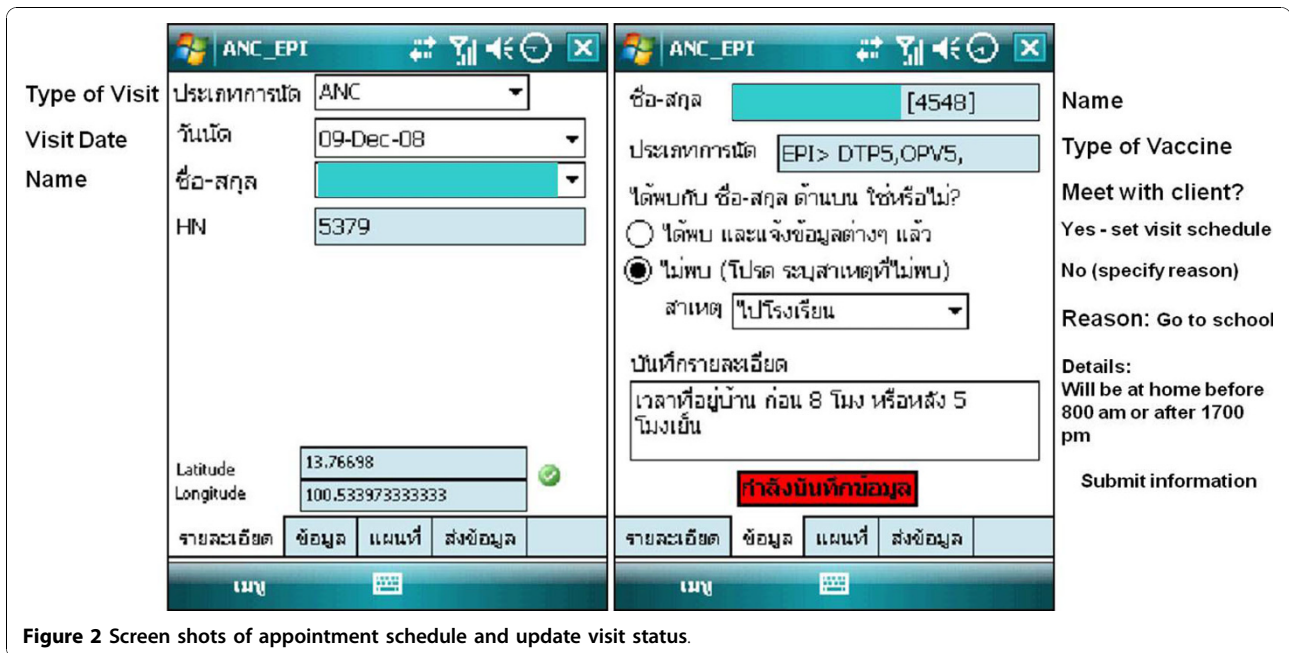 ANC_EPI
Type of Visit
ประเภทการนัด
ANC
Visit Date
วันนัด
09-Dec-08
Name
ชื่อ-สกุล
HN
5379
Latitude
13.76698
Longitude
100.533973333333
รายละเอียด ข้อมูล แผนที่ ส่งข้อมูล
เมนู
ANC_EPI
ชื่อ-สกุล
[4548]
Name
ประเภทการนัด
EPI> DTP5,OPV5,
Type of Vaccine
ได้พบกับ ชื่อ-สกุล ด้านบน ใช่หรือไม่?
Meet with client?
ได้พบ และแจ้งข้อมูลต่างๆ แล้ว
Yes - set visit schedule
ไม่พบ (โปรด ระบุสาเหตุที่ไม่พบ)
No (specify reason)
สาเหตุ
ไปโรงเรียน
Reason: Go to school
บันทึกรายละเอียด
Details:
เวลาที่อยู่บ้าน ก่อน 8 โมง หรือหลัง 5
โมงเย็น
Will be at home before
800 am or after 1700
pm
กำลังบันทึกข้อมูล
Submit information
รายละเอียด ข้อมูล แผนที่ ส่งข้อมูล
เมนู
Figure 2 Screen shots of appointment schedule and update visit status.